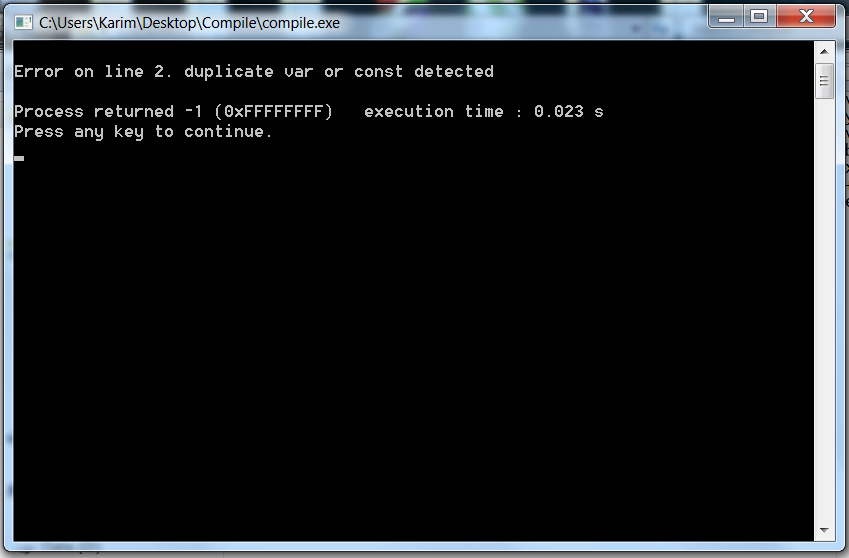 C:\Users\Karim\Desktop\Compile\compile.exe
Error on line 2. duplicate var or const detected
Process returned -1 (0xFFFFFFFF)   execution time : 0.023 s
Press any key to continue.